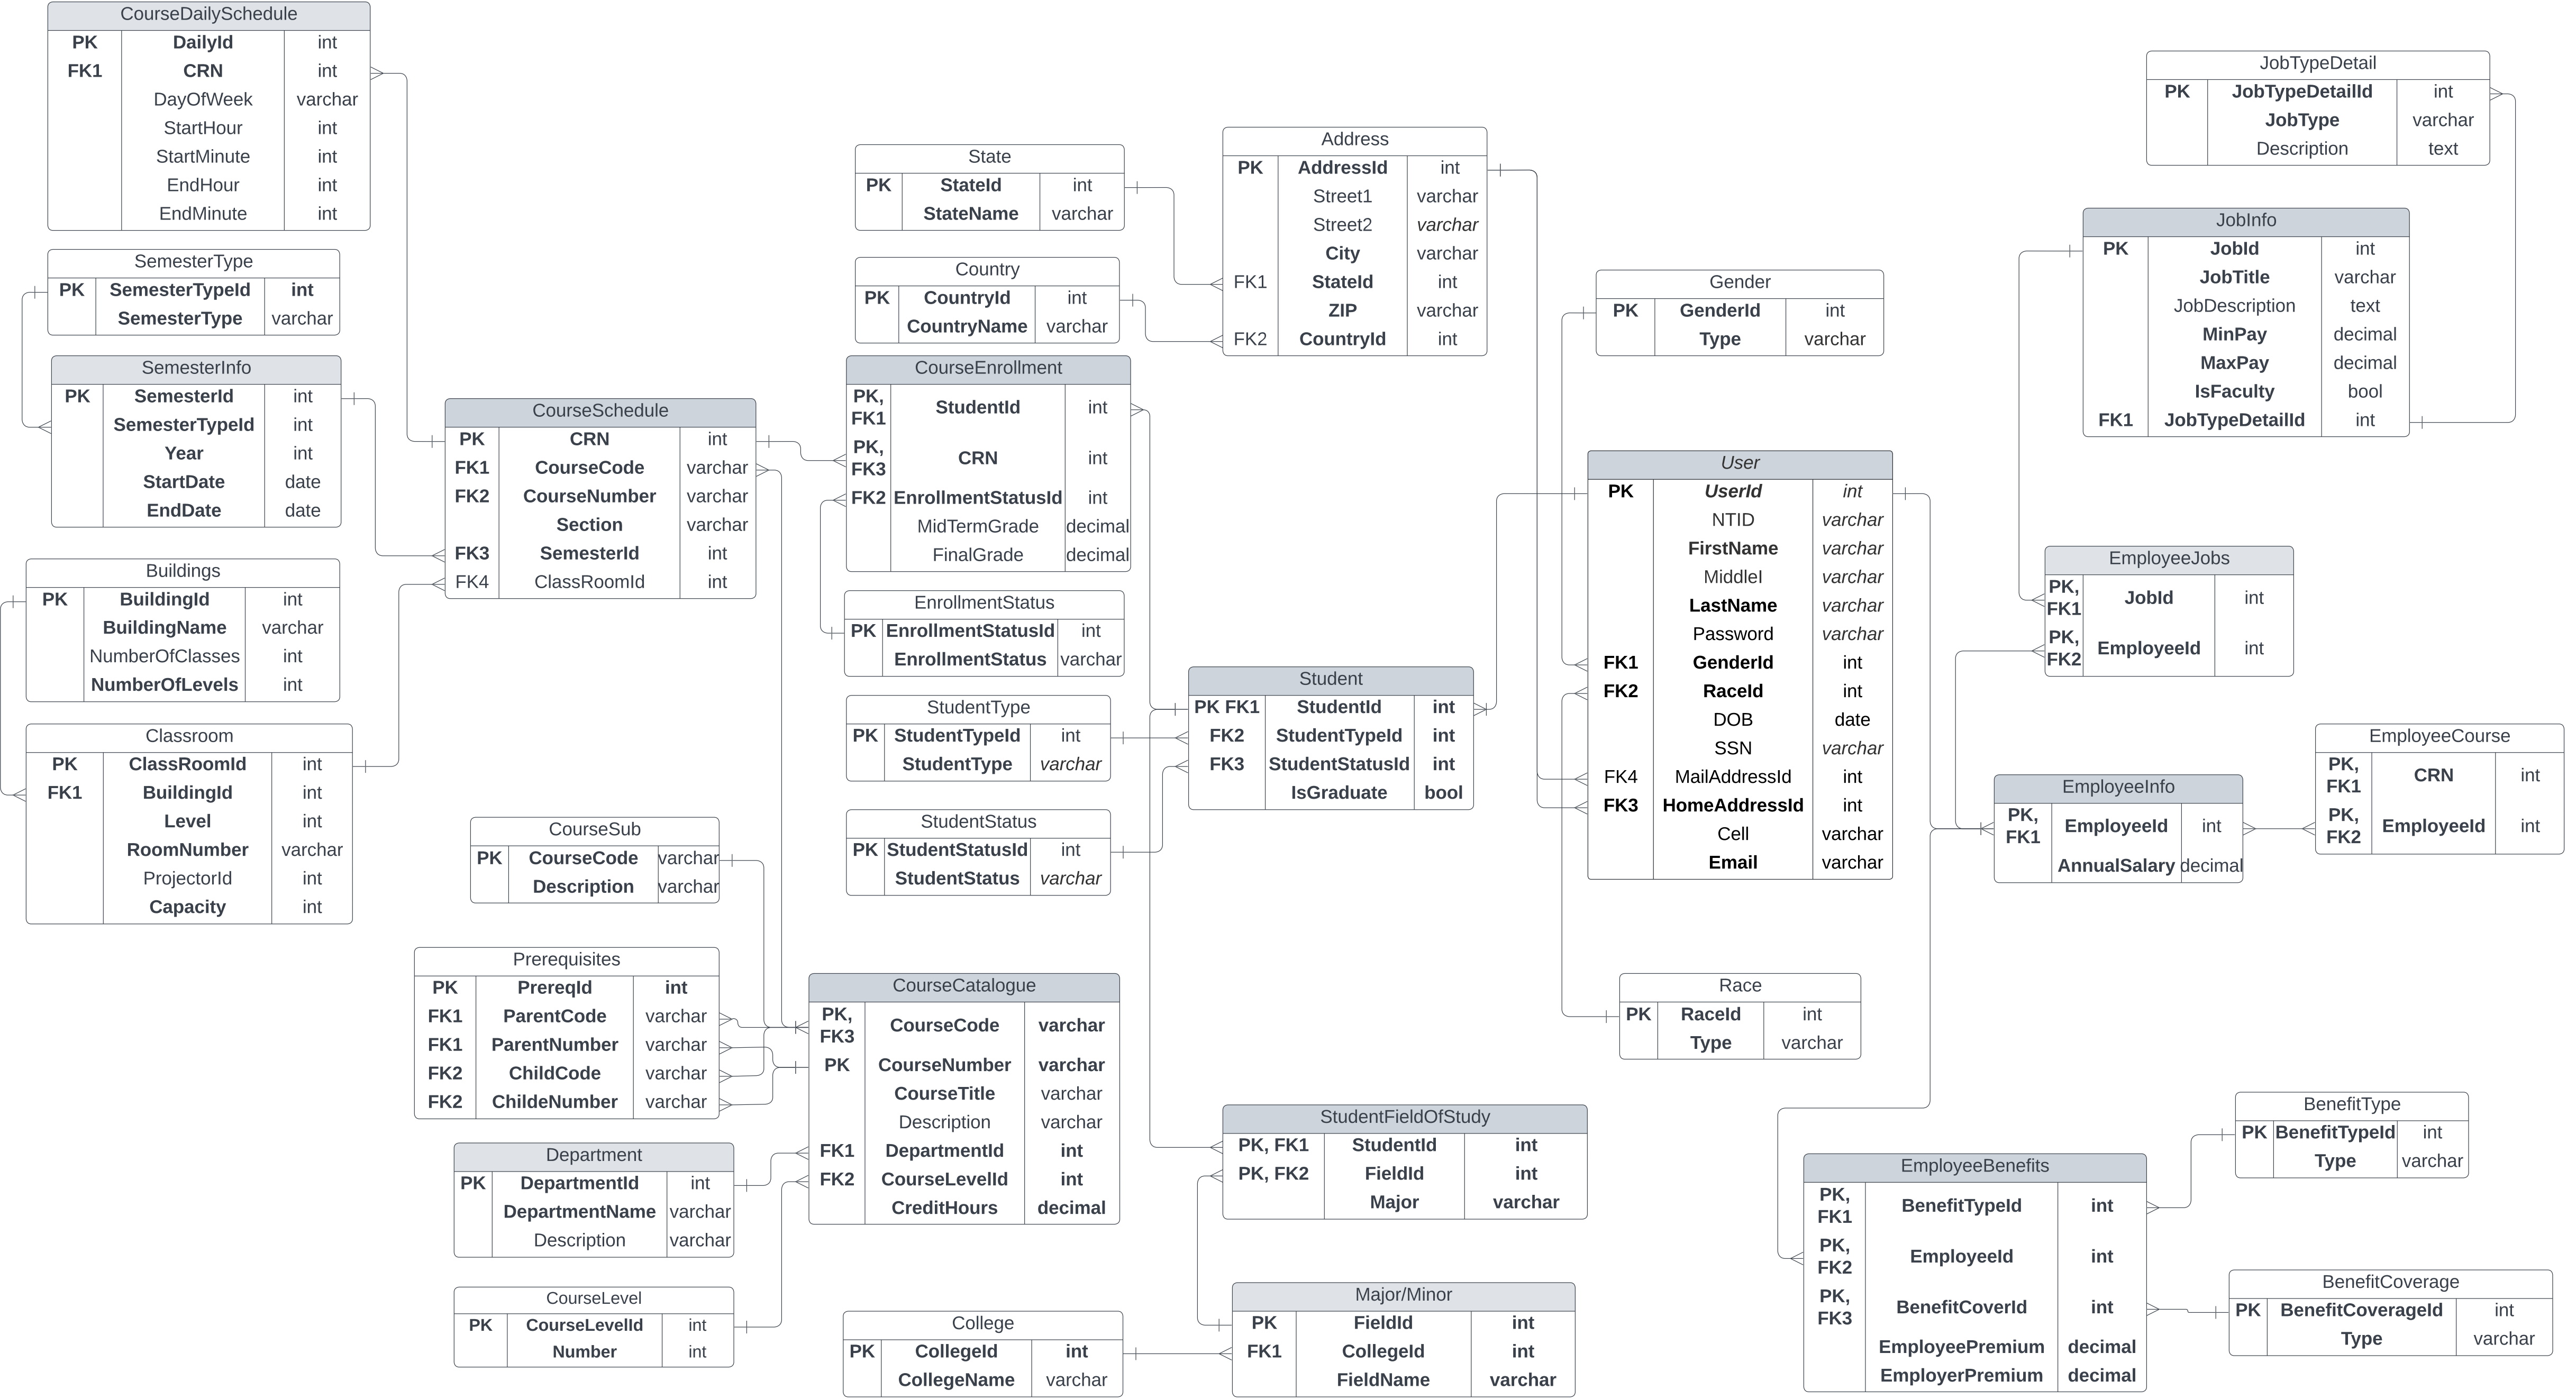 CourseDailySchedule
PK DailyId int
FK1 CRN int
DayOfWeek varchar
StartHour int
StartMinute int
EndHour int
EndMinute int
SemesterType
PK SemesterTypeId int
SemesterType varchar
SemesterInfo
PK SemesterId int
SemesterTypeId int
Year int
StartDate date
EndDate date
Buildings
PK BuildingId int
BuildingName varchar
NumberOfClasses int
NumberOfLevels int
Classroom
PK ClassRoomId int
FK1 BuildingId int
Level int
RoomNumber varchar
ProjectorId int
Capacity int
CourseSchedule
PK CRN int
FK1 CourseCode varchar
FK2 CourseNumber varchar
Section varchar
FK3 SemesterId int
FK4 ClassRoomId int
CourseSub
PK CourseCode varchar
Description varchar
Prerequisites
PK PrereqId int
FK1 ParentCode varchar
FK1 ParentNumber varchar
FK2 ChildCode varchar
FK2 ChildeNumber varchar
Department
PK DepartmentId int
DepartmentName varchar
Description varchar
CourseLevel
PK CourseLevelId int
Number int
State
PK StateId int
StateName varchar
Country
PK CountryId int
CountryName varchar
CourseEnrollment
PK, FK1 StudentId int
PK, FK3 CRN int
FK2 EnrollmentStatusId int
MidTermGrade decimal
FinalGrade decimal
EnrollmentStatus
PK EnrollmentStatusId int
EnrollmentStatus varchar
StudentType
PK StudentTypeId int
StudentType varchar
StudentStatus
PK StudentStatusId int
StudentStatus varchar
CourseCatalogue
PK, FK3 CourseCode varchar
PK CourseNumber varchar
CourseTitle varchar
Description varchar
FK1 DepartmentId int
FK2 CourseLevelId int
CreditHours decimal
College
PK CollegeId int
CollegeName varchar
Address
PK AddressId int
Street1 varchar
Street2 varchar
City varchar
FK1 StateId int
ZIP varchar
FK2 CountryId int
Student
PK FK1 StudentId int
FK2 StudentTypeId int
FK3 StudentStatusId int
IsGraduate bool
StudentFieldOfStudy
PK, FK1 StudentId int
PK, FK2 FieldId int
Major varchar
Major/Minor
PK FieldId int
FK1 CollegeId int
FieldName varchar
Gender
PK GenderId int
Type varchar
User
PK UserId int
NTID varchar
FirstName varchar
MiddleI varchar
LastName varchar
Password varchar
FK1 GenderId int
FK2 RaceId int
DOB date
SSN varchar
FK4 MailAddressId int
FK3 HomeAddressId int
Cell varchar
Email varchar
Race
PK RaceId int
Type varchar
JobTypeDetail
PK JobTypeDetailId int
JobType varchar
Description text
JobInfo
PK JobId int
JobTitle varchar
JobDescription text
MinPay decimal
MaxPay decimal
IsFaculty bool
FK1 JobTypeDetailId int
EmployeeJobs
PK, FK1 JobId int
PK, FK2 EmployeeId int
EmployeeCourse
PK, FK1 CRN int
PK, FK2 EmployeeId int
EmployeeInfo
PK, FK1 EmployeeId int
AnnualSalary decimal
BenefitType
PK BenefitTypeId int
Type varchar
EmployeeBenefits
PK, FK1 BenefitTypeId int
PK, FK2 EmployeeId int
PK, FK3 BenefitCoverId int
EmployeePremium decimal
EmployerPremium decimal
BenefitCoverage
PK BenefitCoverageId int
Type varchar